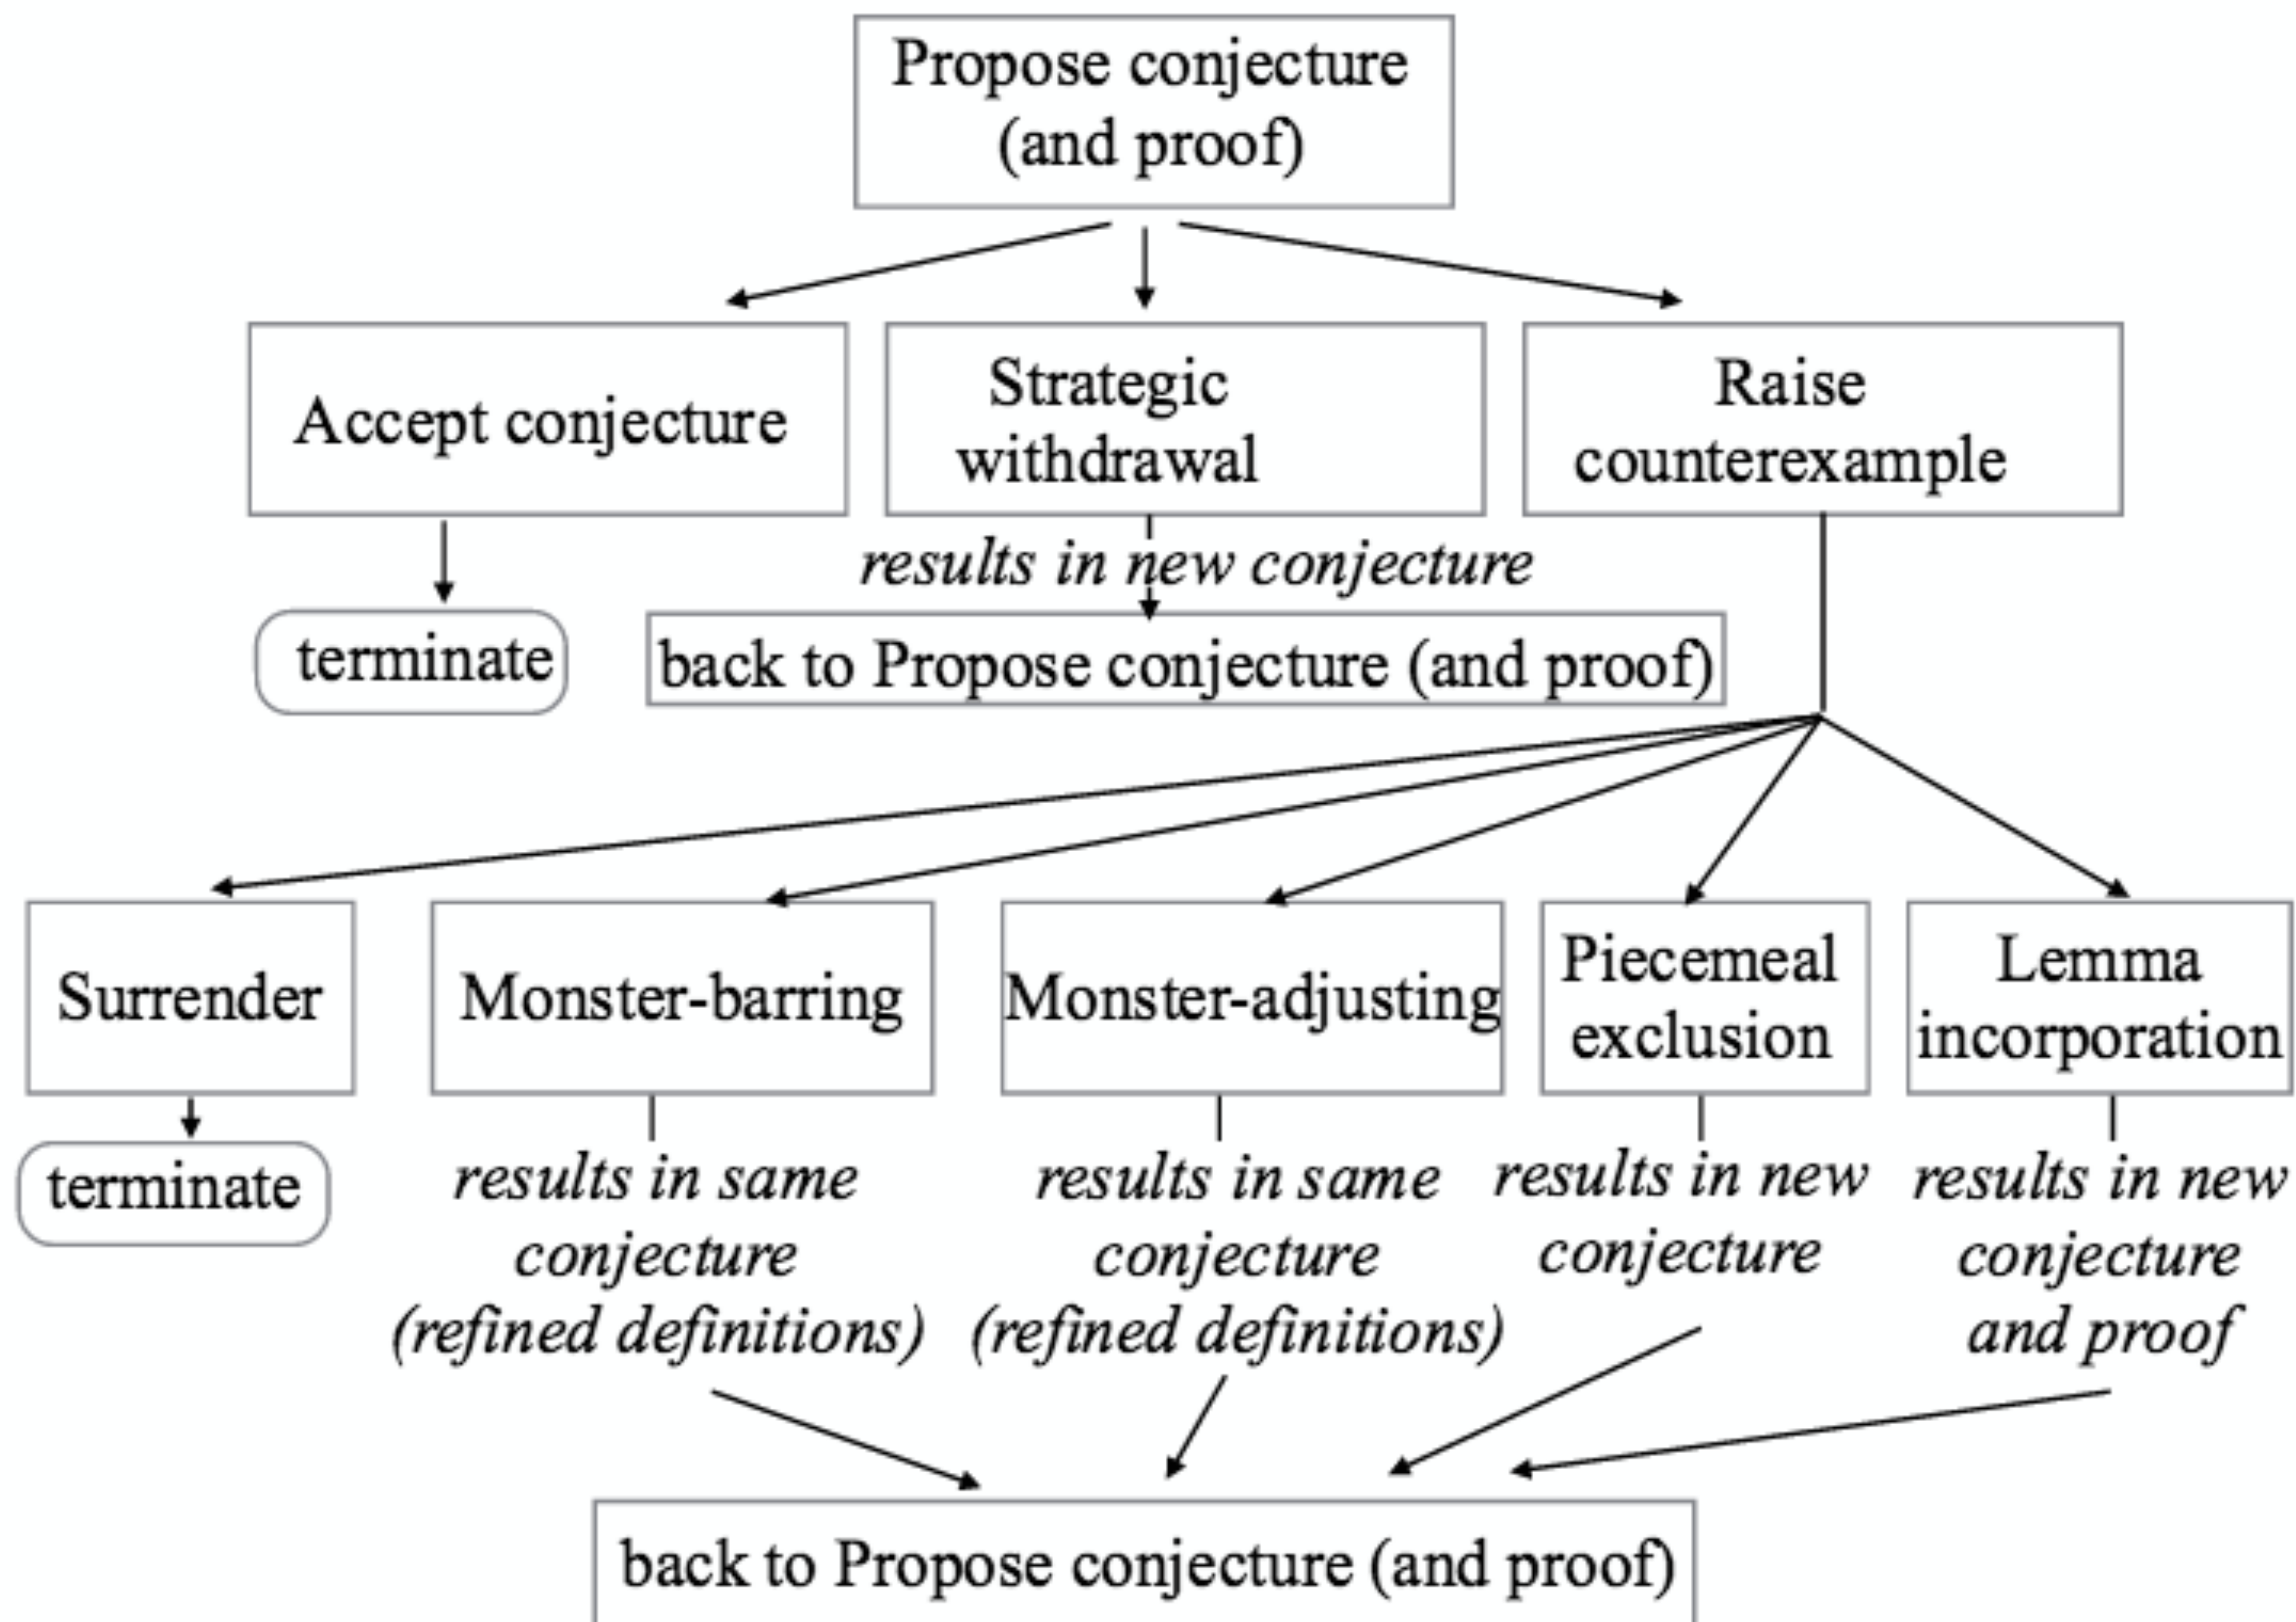 Propose conjecture
(and proof)
Accept conjecture
Strategic
withdrawal
Raise
counterexample
results in new conjecture
terminate
back to Propose conjecture (and proof)
Surrender
Monster-barring
Monster-adjusting
Piecemeal
exclusion
Lemma
incorporation
terminate
results in same
conjecture
(refined definitions)
results in same
conjecture
(refined definitions)
results in new
conjecture
results in new
conjecture
and proof
back to Propose conjecture (and proof)